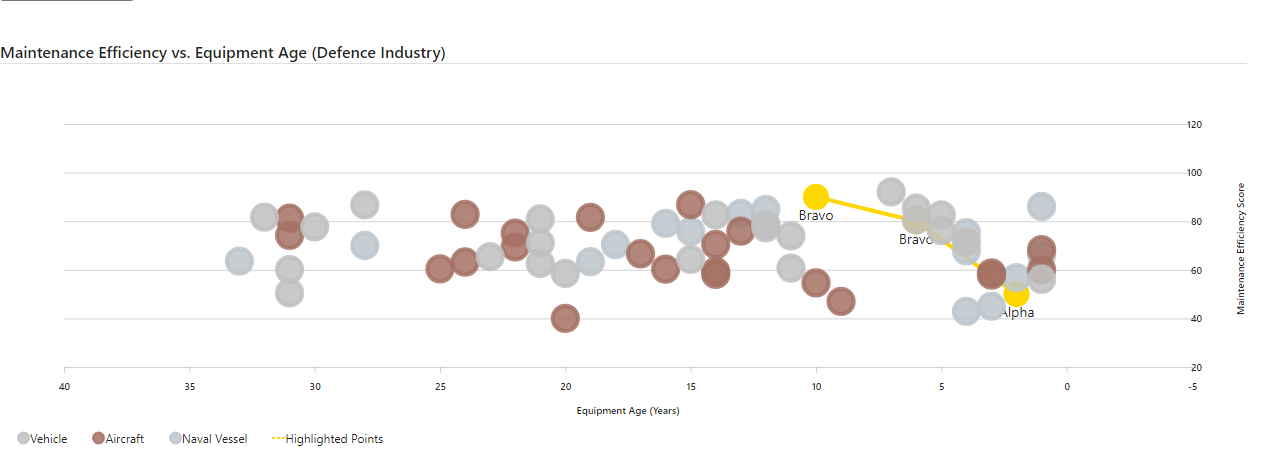 Maintenance Efficiency vs. Equipment Age (Defence Industry)
120
100
80
60
40
20
Maintenance Efficiency Score
Bravo
Bravo
Alpha
40 35 30 25 20 15 10 5 0 -5
Equipment Age (Years)
Vehicle Aircraft Naval Vessel Highlighted Points